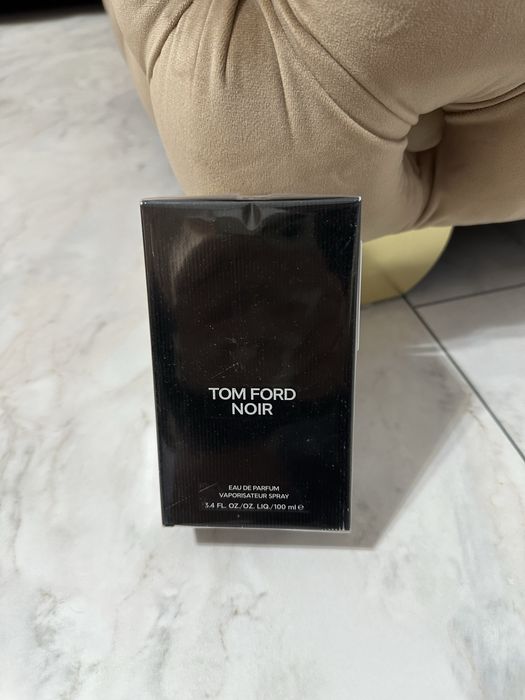 TOM FORD
NOIR
EAU DE PARFUM
VAPORISATEUR SPRAY
3.4 FL. OZ./OZ. LIQ./100 ml ℮